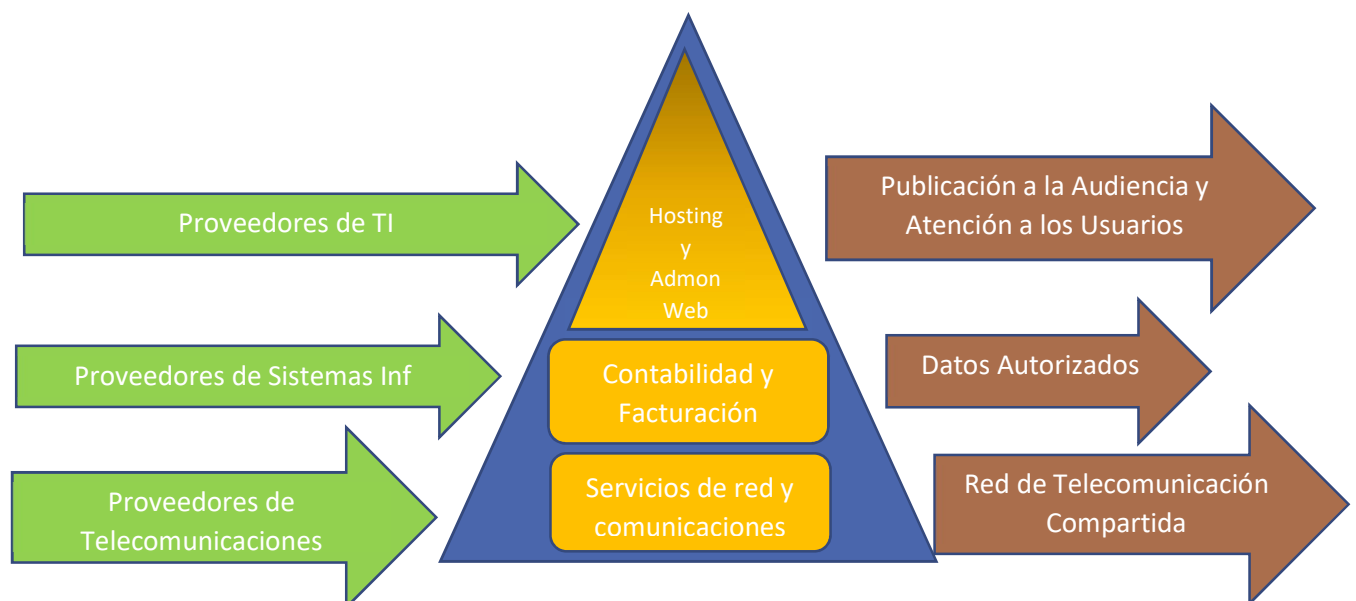 Proveedores de TI
Hosting
y
Admon
Web
Publicación a la Audiencia y
Atención a los Usuarios
Proveedores de Sistemas Inf
Contabilidad y
Facturación
Datos Autorizados
Proveedores de
Telecomunicaciones
Servicios de red y
comunicaciones
Red de Telecomunicación
Compartida